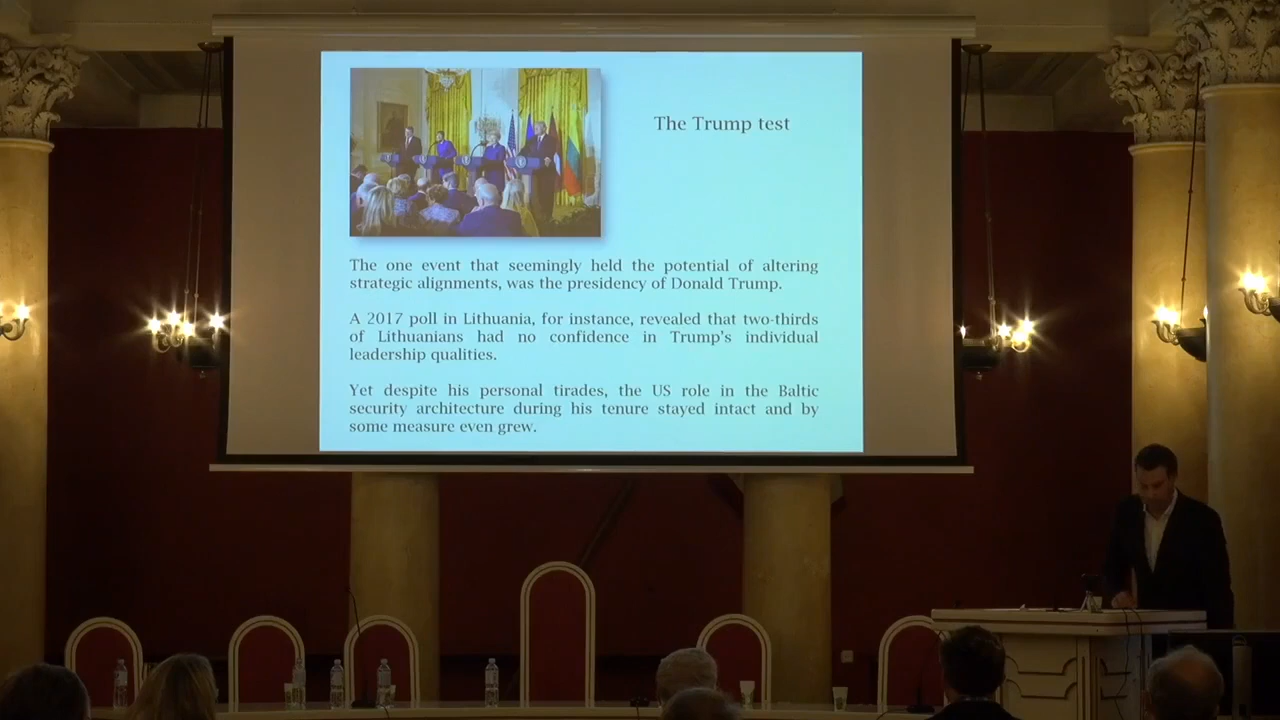 The Trump test
The one event that seemingly held the potential of altering
strategic alignments, was the presidency of Donald Trump.
A 2017 poll in Lithuania, for instance, revealed that two-thirds
of Lithuanians had no confidence in Trump's individual
leadership qualities.
Yet despite his personal tirades, the US role in the Baltic
security architecture during his tenure stayed intact and by
some measure even grew.